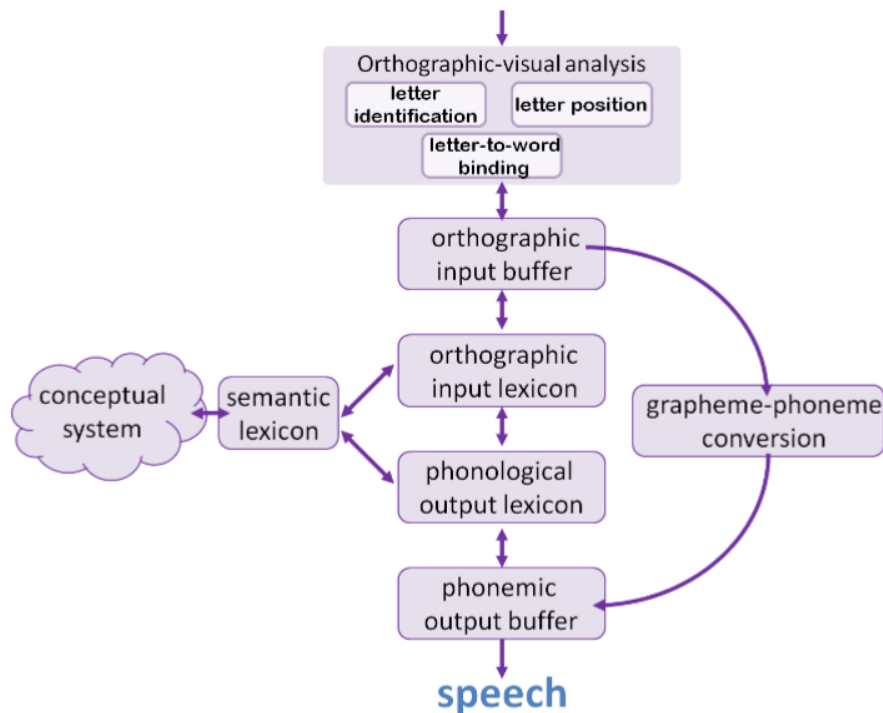 Orthographic-visual analysis
letter
identification
letter position
letter-to-word
binding
orthographic
input buffer
orthographic
input lexicon
conceptual
system
semantic
lexicon
grapheme-phoneme
conversion
phonological
output lexicon
phonemic
output buffer
speech